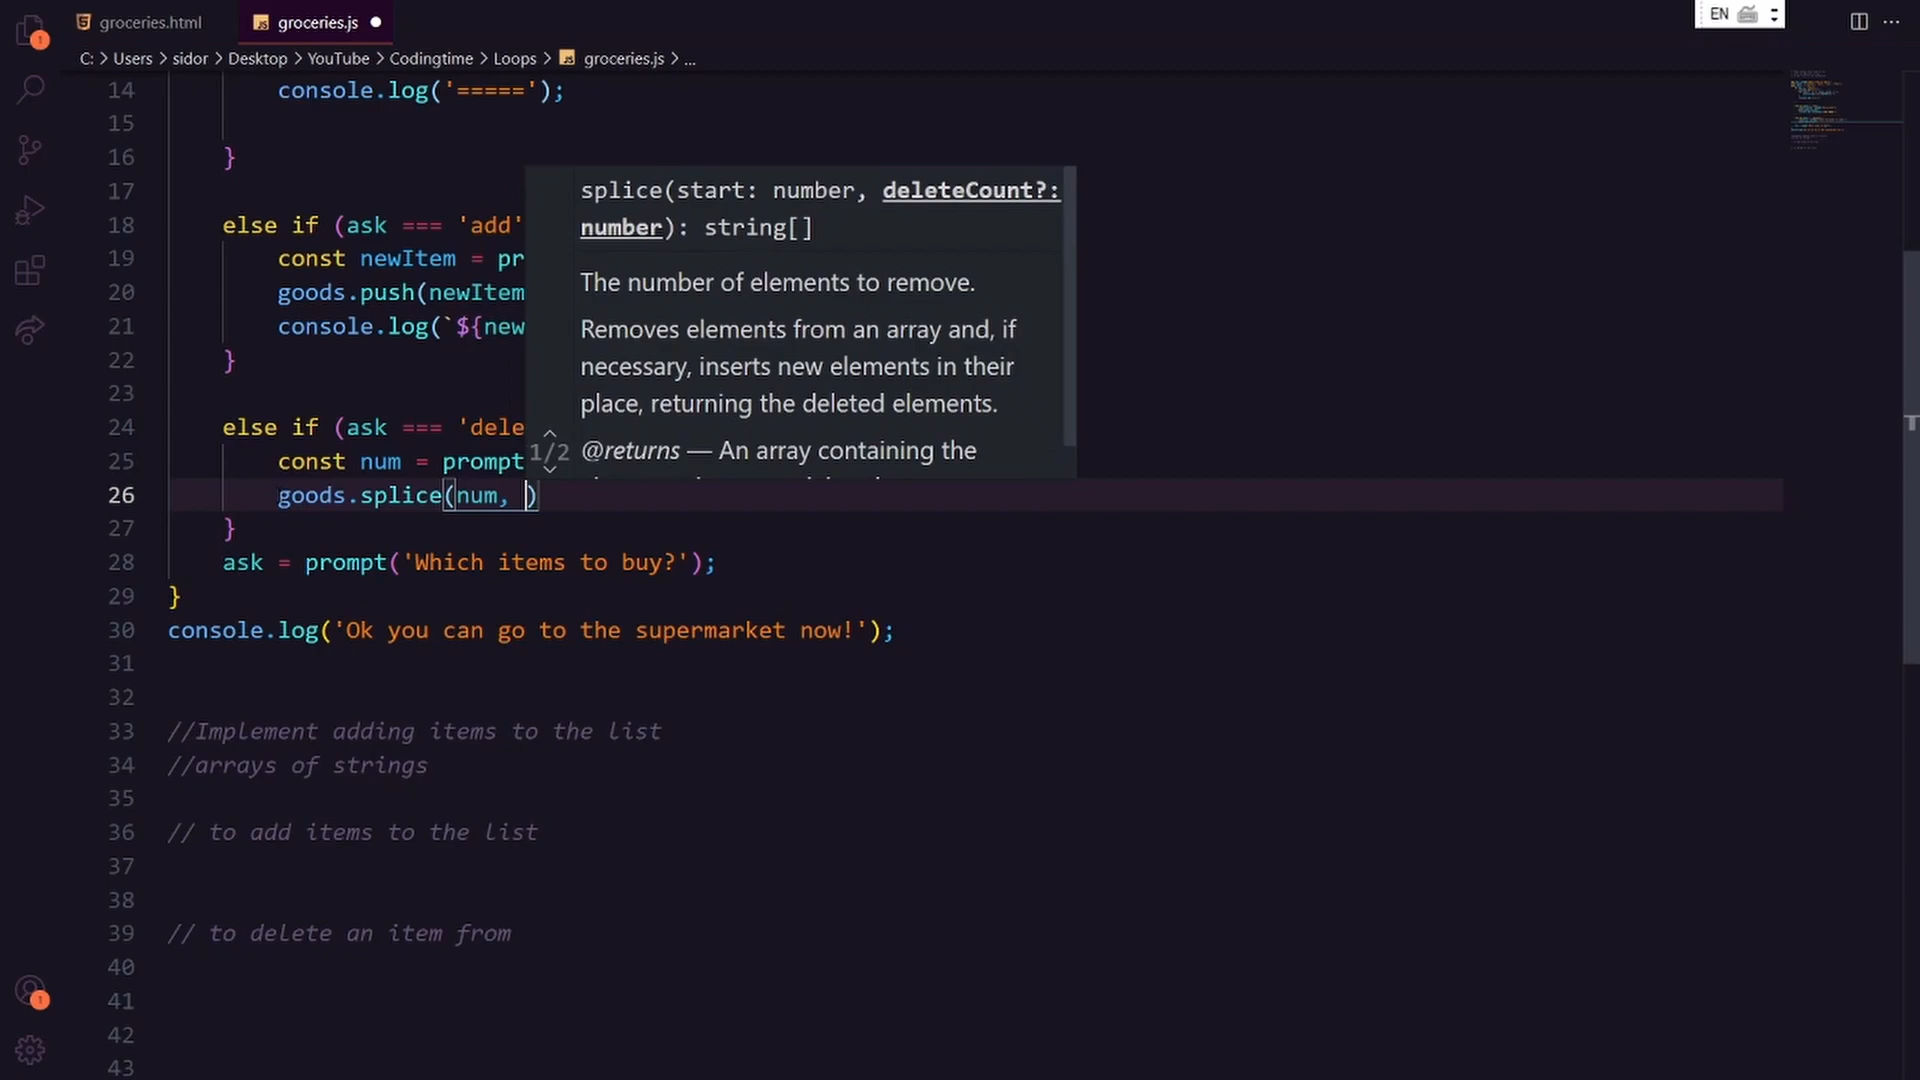 groceries.html groceries.js EN
C: > Users > sidor > Desktop > YouTube > Codingtime > Loops > groceries.js > ...
14 console.log('=====');
15
16 }
17
18 else if (ask === 'add'
19 const newItem = pr
20 goods.push(newItem
21 console.log(`${new
22 }
23
24 else if (ask === 'dele
25 const num = prompt
26 goods.splice(num, )
27 }
28 ask = prompt('Which items to buy?');
29 }
30 console.log('Ok you can go to the supermarket now!');
31
32
33 //Implement adding items to the list
34 //arrays of strings
35
36 // to add items to the list
37
38
39 // to delete an item from
40
41
42
43
splice(start: number, deleteCount?:
number): string[]
The number of elements to remove.
Removes elements from an array and, if
necessary, inserts new elements in their
place, returning the deleted elements.
1/2 @returns — An array containing the
1
1